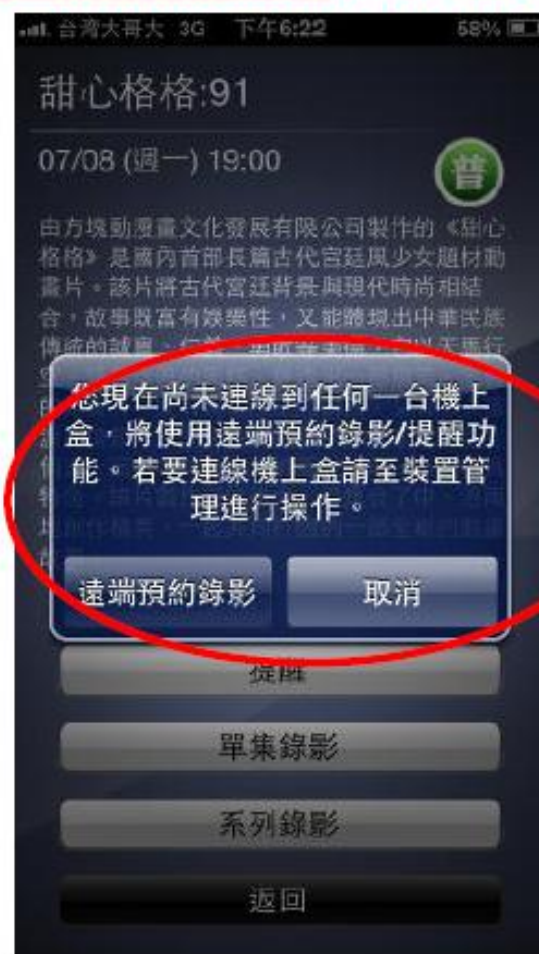 台灣大哥大 3G 下午6:22 58%
甜心格格:91
07/08 (週一) 19:00
普
由方塊動漫畫文化發展有限公司製作的《甜心
格格》是國內首部長篇古代宮廷風少女題材動
畫片。該片將古代宮廷背景與現代時尚相結
合，故事既富有娛樂性，又能體現出中華民族
您現在尚未連線到任何一台機上
盒，將使用遠端預約錄影/提醒功
能。若要連線機上盒請至裝置管
理進行操作。
遠端預約錄影 取消
提醒
單集錄影
系列錄影
返回